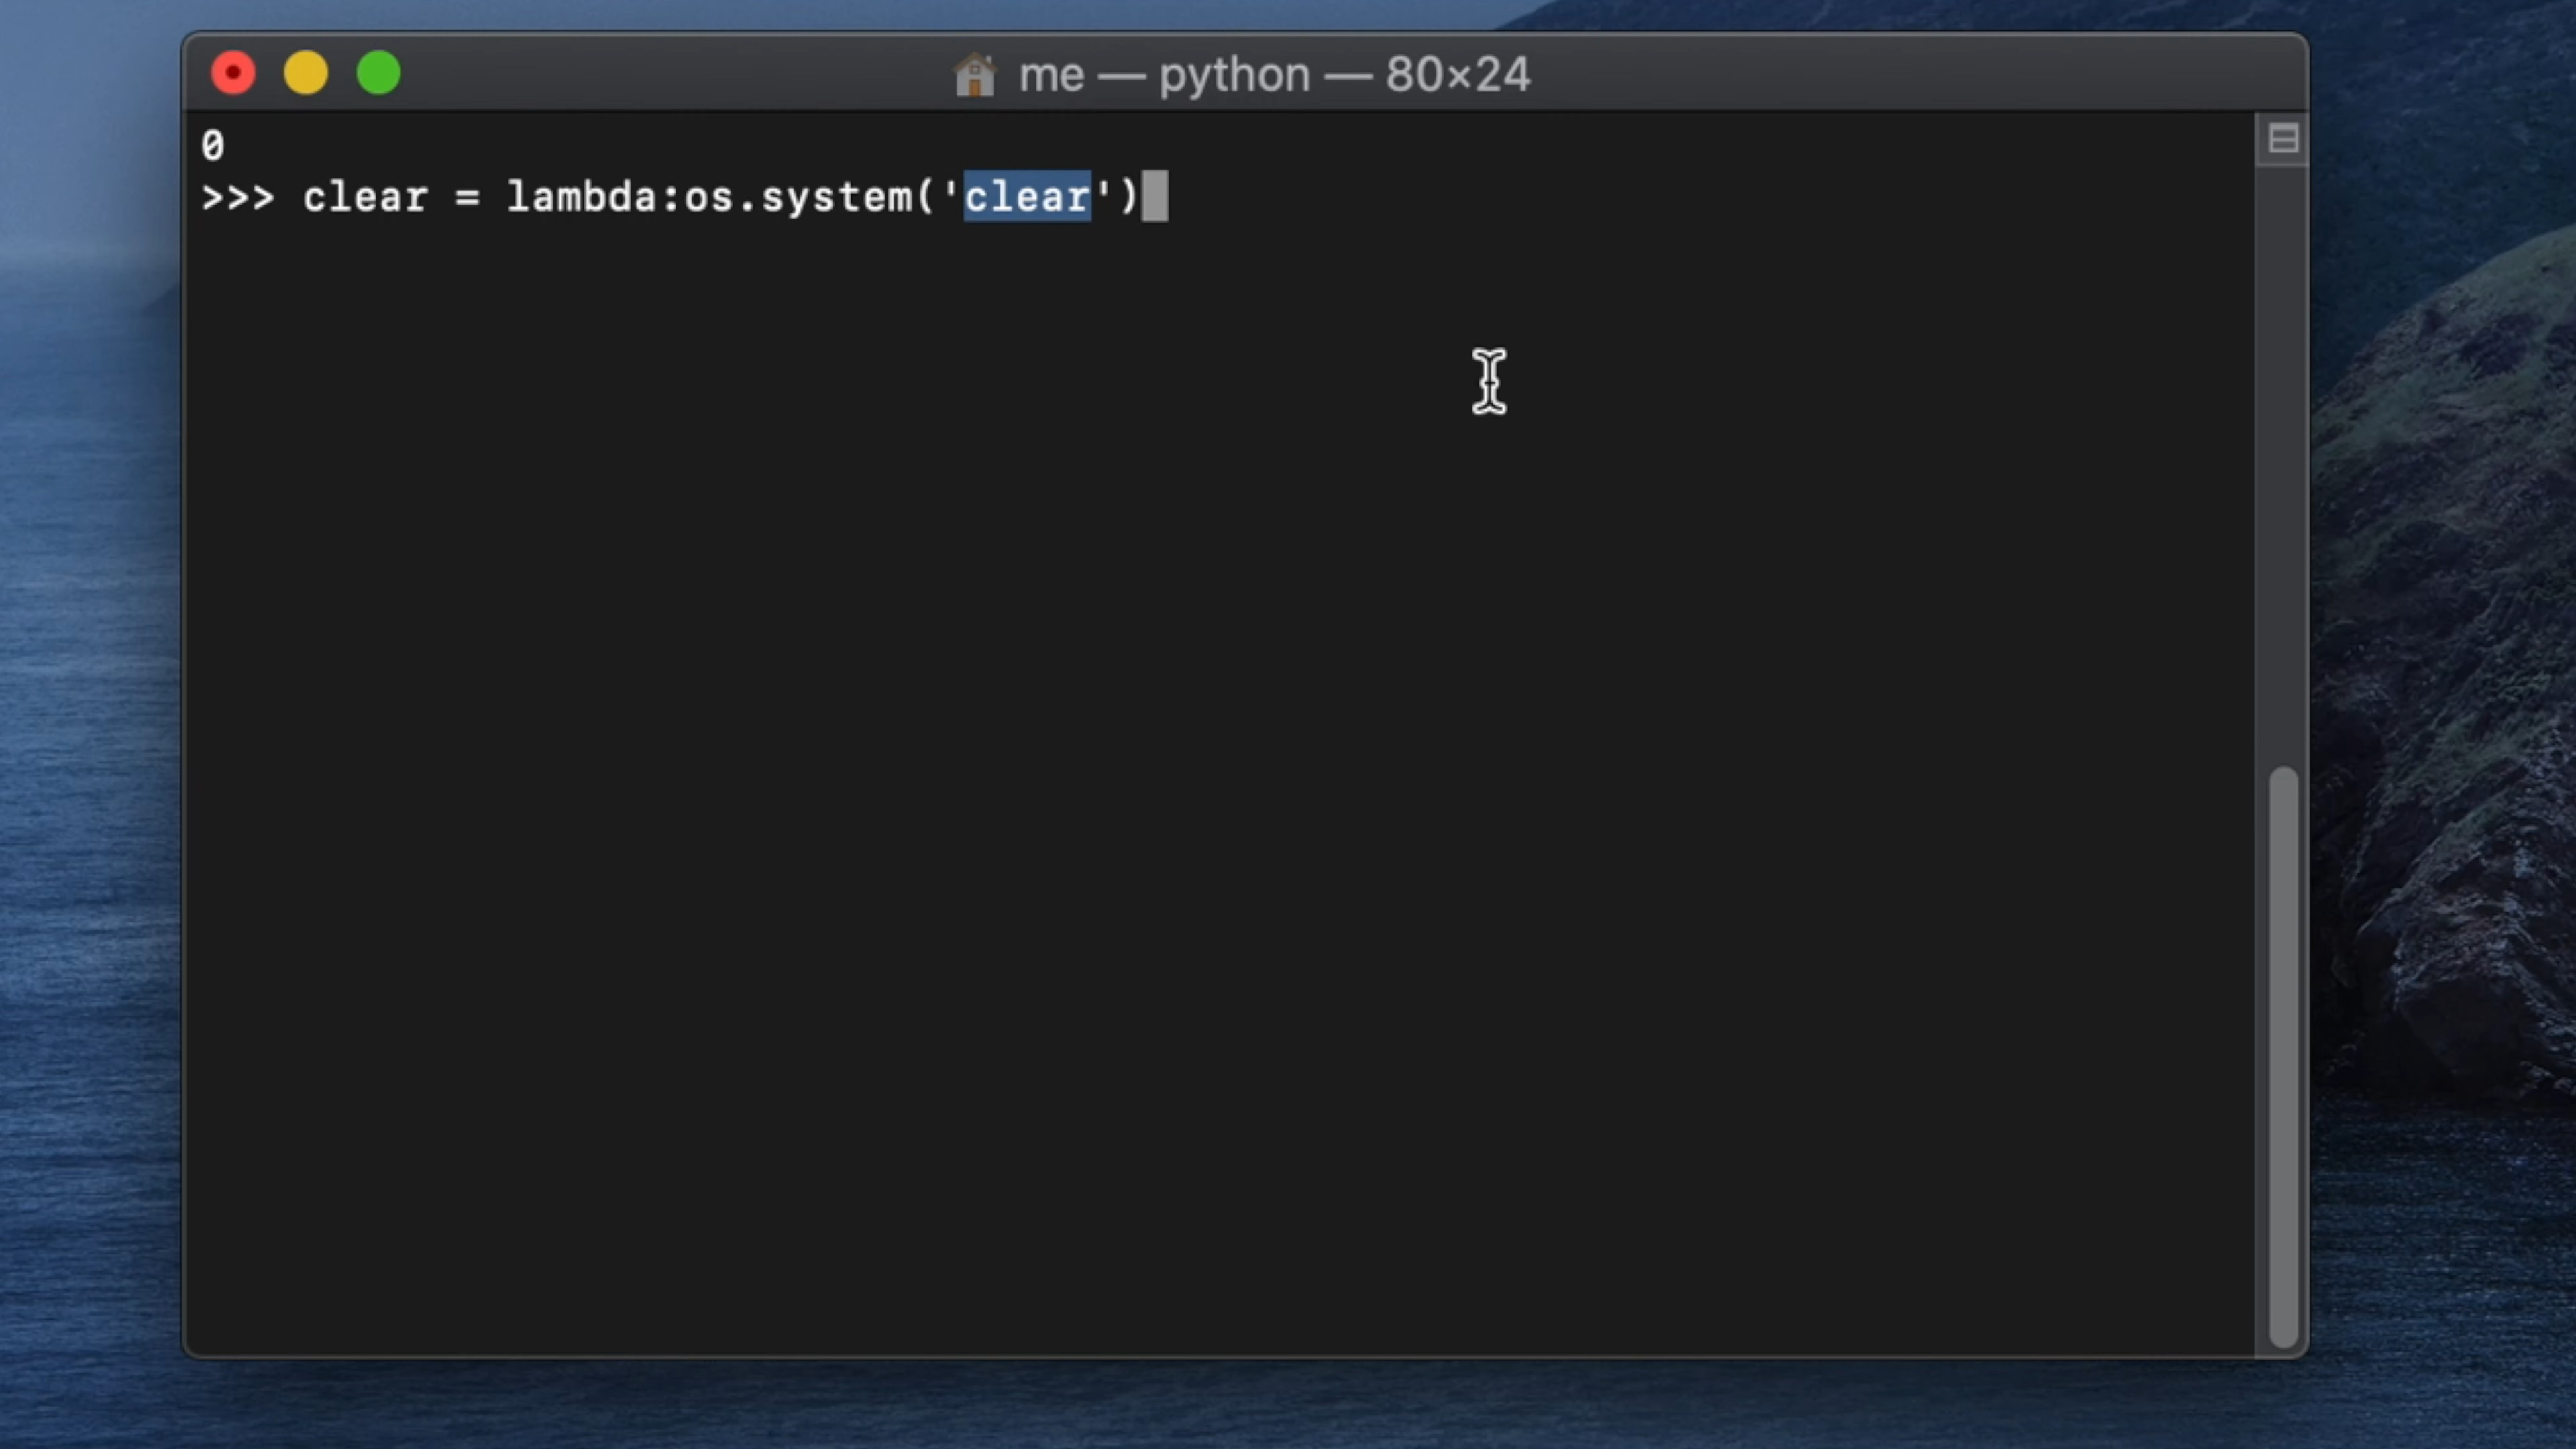 me — python — 80×24
0
>>> clear = lambda:os.system('clear')